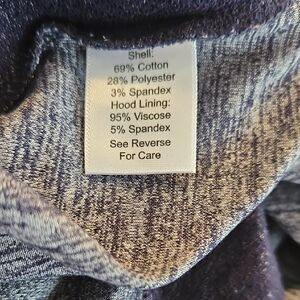 Shell:
69% Cotton
28% Polyester
3% Spandex
Hood Lining:
95% Viscose
5% Spandex
See Reverse
For Care